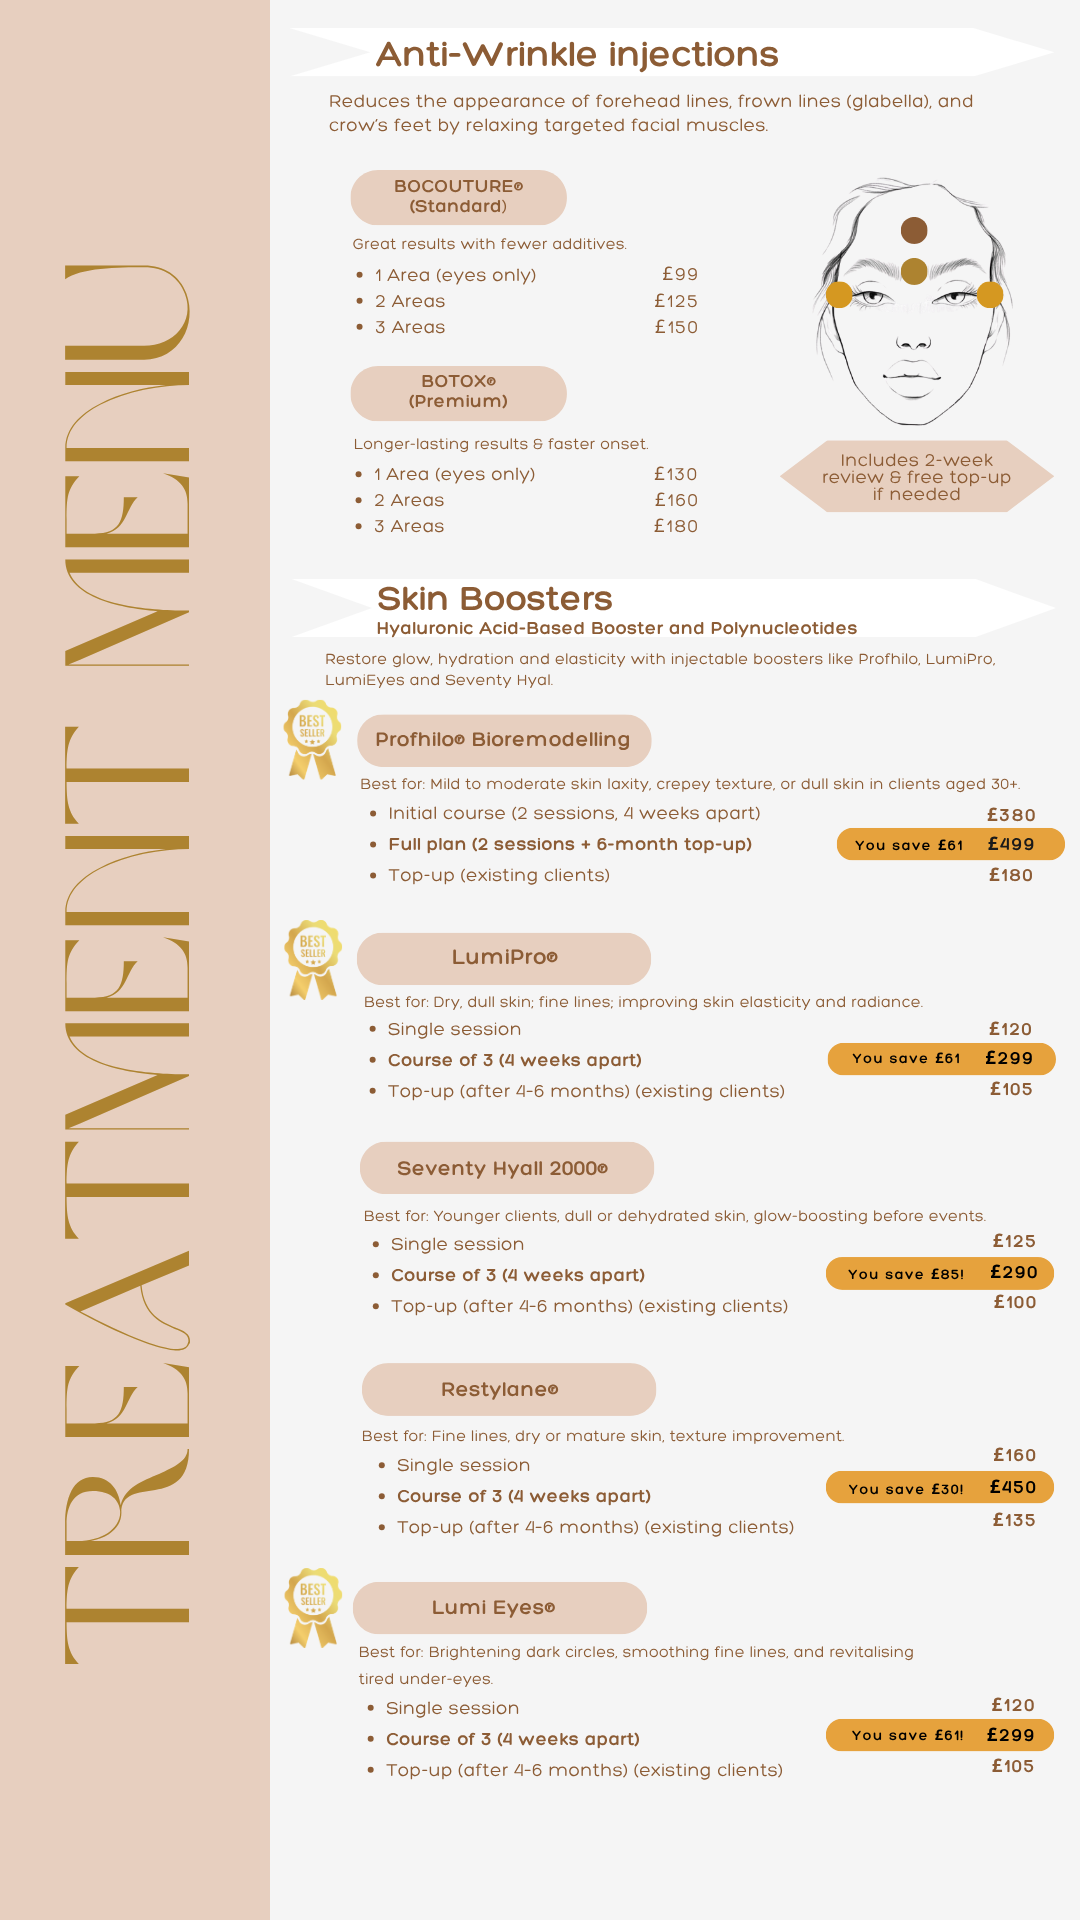 TREATMENT MENU
Anti-Wrinkle injections
Reduces the appearance of forehead lines, frown lines (glabella), and
crow's feet by relaxing targeted facial muscles.
BOCOUTURE®
(Standard)
Great results with fewer additives.
• 1 Area (eyes only) £99
• 2 Areas £125
• 3 Areas £150
BOTOX®
(Premium)
Longer-lasting results & faster onset.
• 1 Area (eyes only) £130
• 2 Areas £160
• 3 Areas £180
Includes 2-week
review & free top-up
if needed
Skin Boosters
Hyaluronic Acid-Based Booster and Polynucleotides
Restore glow, hydration and elasticity with injectable boosters like Profhilo, LumiPro,
LumiEyes and Seventy Hyal.
BEST
SELLER
Profhilo® Bioremodelling
Best for: Mild to moderate skin laxity, crepey texture, or dull skin in clients aged 30+.
• Initial course (2 sessions, 4 weeks apart) £380
• Full plan (2 sessions + 6-month top-up) You save £61 £499
• Top-up (existing clients) £180
BEST
SELLER
LumiPro®
Best for: Dry, dull skin; fine lines; improving skin elasticity and radiance.
• Single session £120
• Course of 3 (4 weeks apart) You save £61 £299
• Top-up (after 4-6 months) (existing clients) £105
Seventy Hyall 2000®
Best for: Younger clients, dull or dehydrated skin, glow-boosting before events.
• Single session £125
• Course of 3 (4 weeks apart) You save £85! £290
• Top-up (after 4-6 months) (existing clients) £100
Restylane®
Best for: Fine lines, dry or mature skin, texture improvement.
• Single session £160
• Course of 3 (4 weeks apart) You save £30! £450
• Top-up (after 4-6 months) (existing clients) £135
BEST
SELLER
Lumi Eyes®
Best for: Brightening dark circles, smoothing fine lines, and revitalising
tired under-eyes.
• Single session £120
• Course of 3 (4 weeks apart) You save £61! £299
• Top-up (after 4-6 months) (existing clients) £105